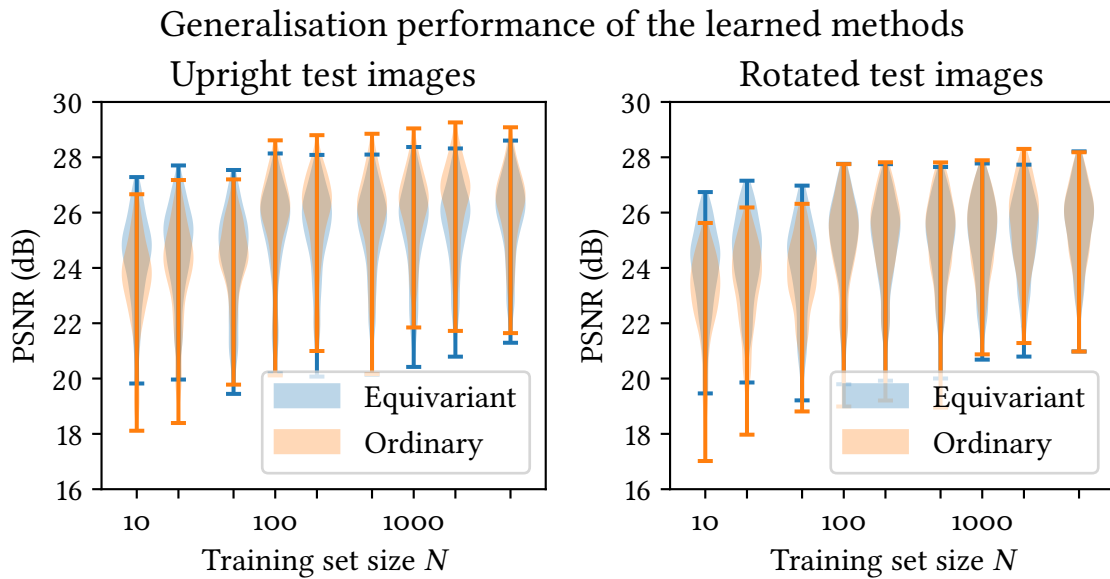 Generalisation performance of the learned methods
Upright test images
PSNR (dB)
30
28
26
24
22
20
18
16
Equivariant
Ordinary
10
100
1000
Training set size N
Rotated test images
PSNR (dB)
30
28
26
24
22
20
18
16
Equivariant
Ordinary
10
100
1000
Training set size N